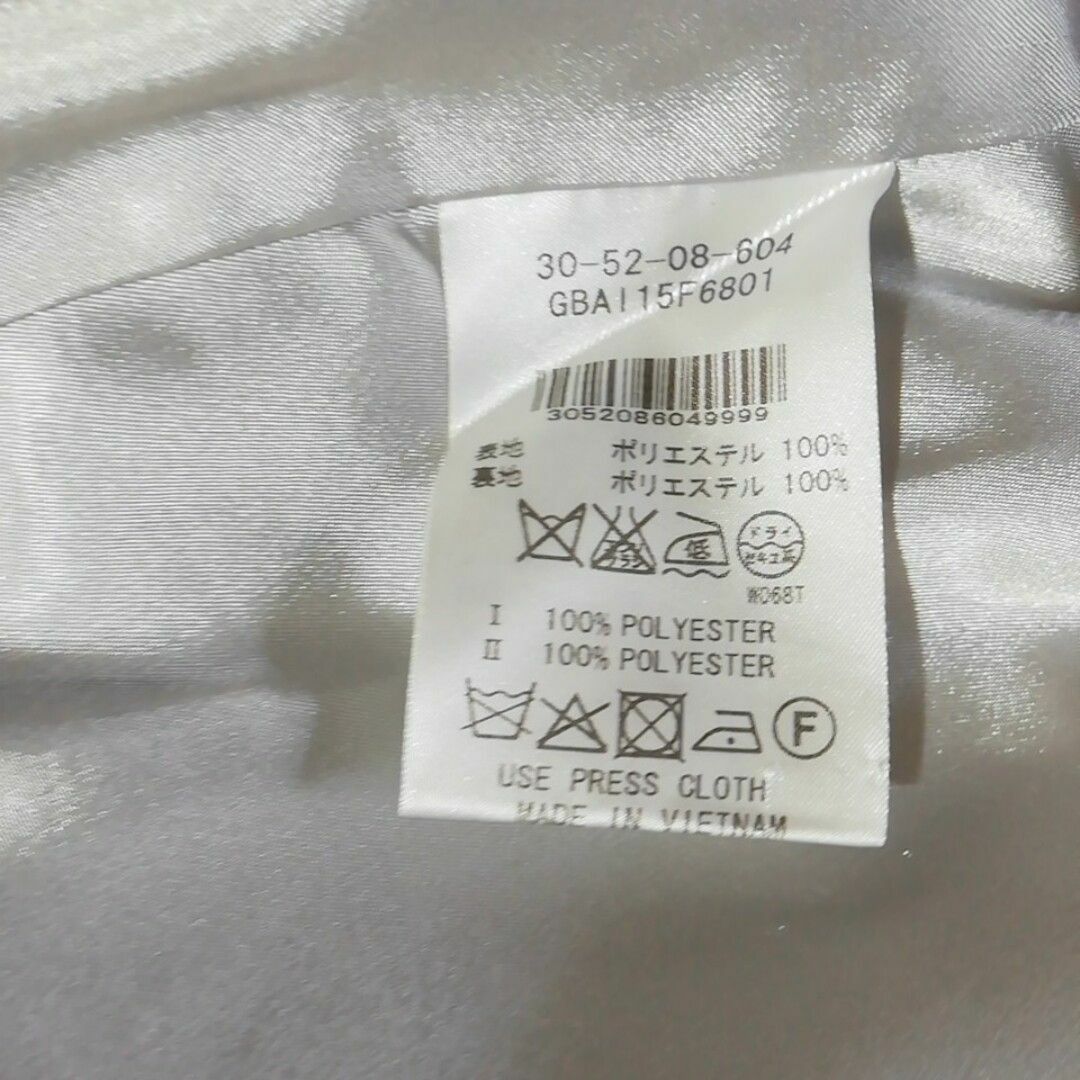 30-52-08-604
GBAI15F6801
3052086049999
表地 ポリエステル 100%
裏地 ポリエステル 100%
低 ドライ
W068T
I 100% POLYESTER
II 100% POLYESTER
F
USE PRESS CLOTH
MADE IN VIETNAM